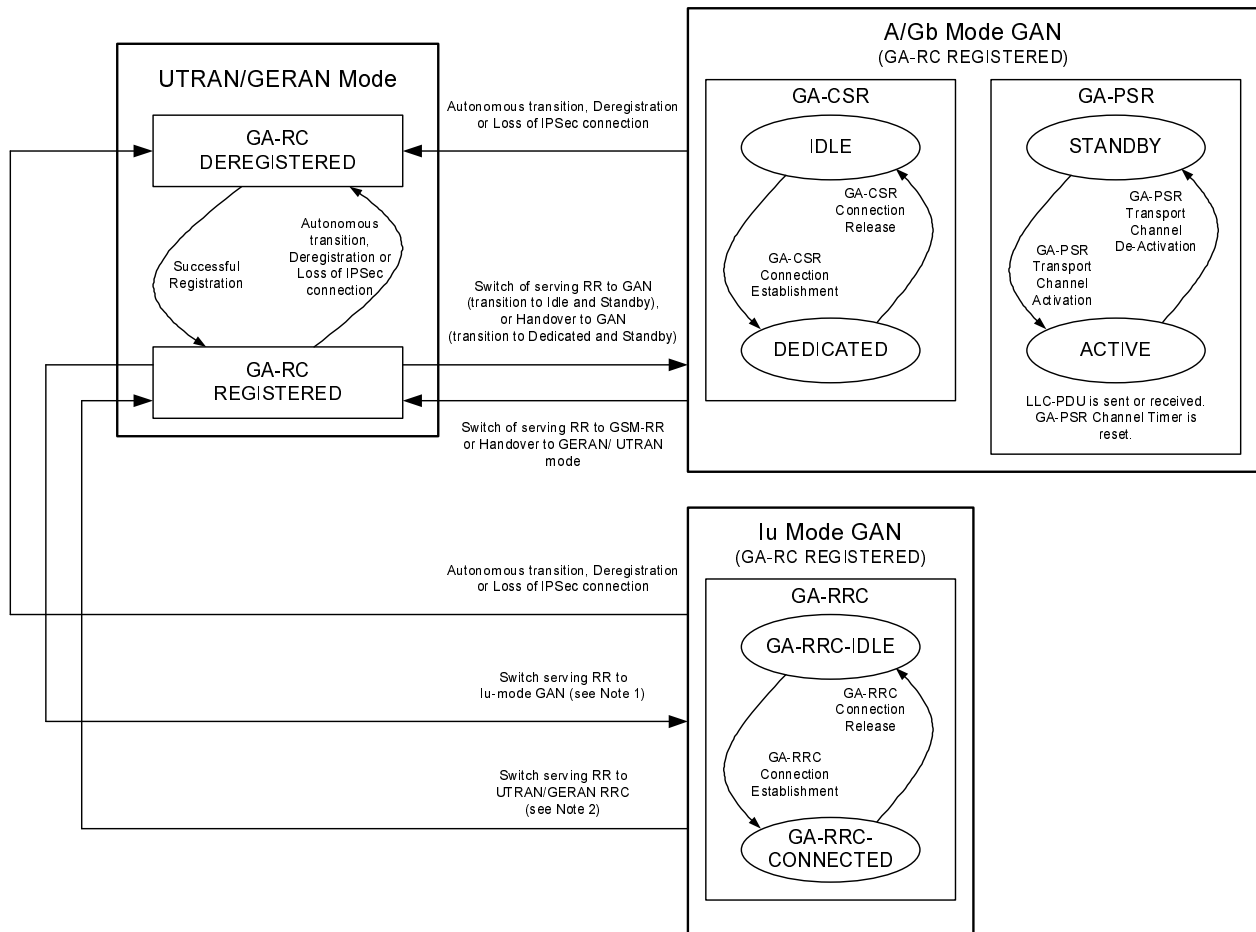 UTRAN/GERAN Mode
GA-RC
DEREGISTERED
Successful
Registration
Autonomous
transition,
Deregistration or
Loss of IPSec
connection
GA-RC
REGISTERED
Autonomous transition, Deregistration
or Loss of IPSec connection
Switch of serving RR to GAN
(transition to Idle and Standby),
or Handover to GAN
(transition to Dedicated and Standby)
Switch of serving RR to GSM-RR
or Handover to GERAN/ UTRAN
mode
A/Gb Mode GAN
(GA-RC REGISTERED)
GA-CSR
IDLE
GA-CSR
Connection
Release
GA-CSR
Connection
Establishment
DEDICATED
GA-PSR
STANDBY
GA-PSR
Transport
Channel
De-Activation
GA-PSR
Transport
Channel
Activation
ACTIVE
LLC-PDU is sent or received.
GA-PSR Channel Timer is
reset.
Autonomous transition, Deregistration
or Loss of IPSec connection
Switch serving RR to
Iu-mode GAN (see Note 1)
Switch serving RR to
UTRAN/GERAN RRC
(see Note 2)
Iu Mode GAN
(GA-RC REGISTERED)
GA-RRC
GA-RRC-IDLE
GA-RRC
Connection
Release
GA-RRC
Connection
Establishment
GA-RRC-
CONNECTED